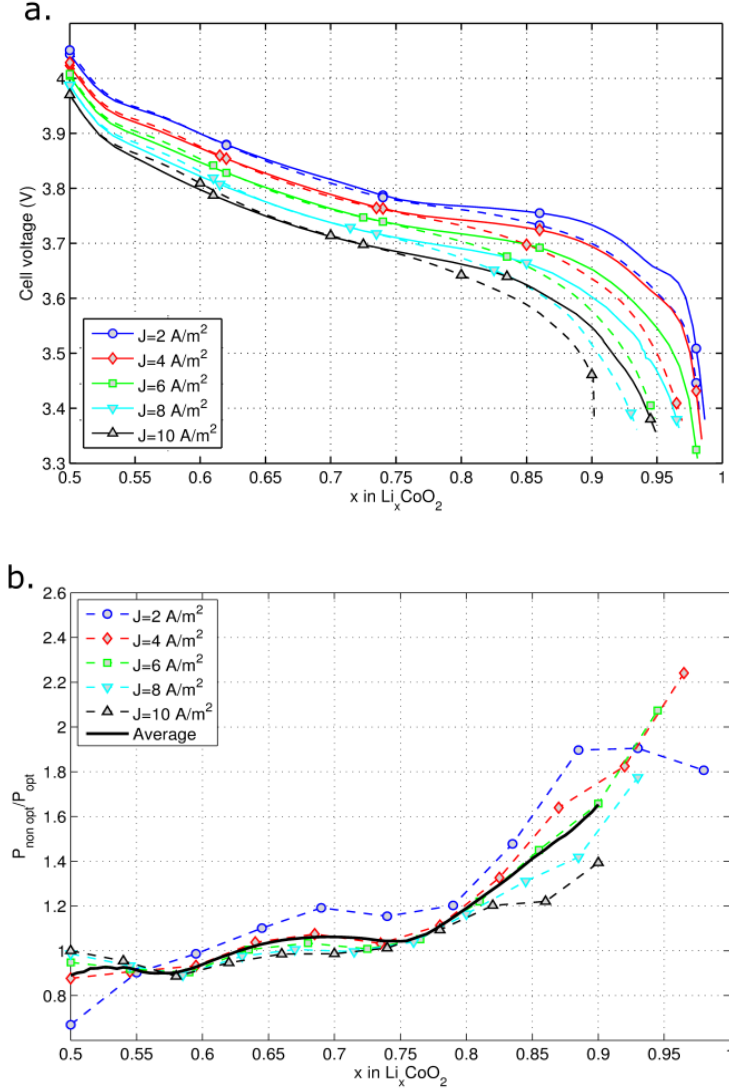 a.
4
3.9
3.8
3.7
3.6
3.5
3.4
3.3
Cell voltage (V)
J=2 A/m²
J=4 A/m²
J=6 A/m²
J=8 A/m²
J=10 A/m²
0.5 0.55 0.6 0.65 0.7 0.75 0.8 0.85 0.9 0.95 1
x in LiₓCoO₂
b.
2.6
2.4
2.2
2
1.8
1.6
1.4
1.2
1
0.8
P non opt/P opt
J=2 A/m²
J=4 A/m²
J=6 A/m²
J=8 A/m²
J=10 A/m²
Average
0.5 0.55 0.6 0.65 0.7 0.75 0.8 0.85 0.9 0.95 1
x in LiₓCoO₂